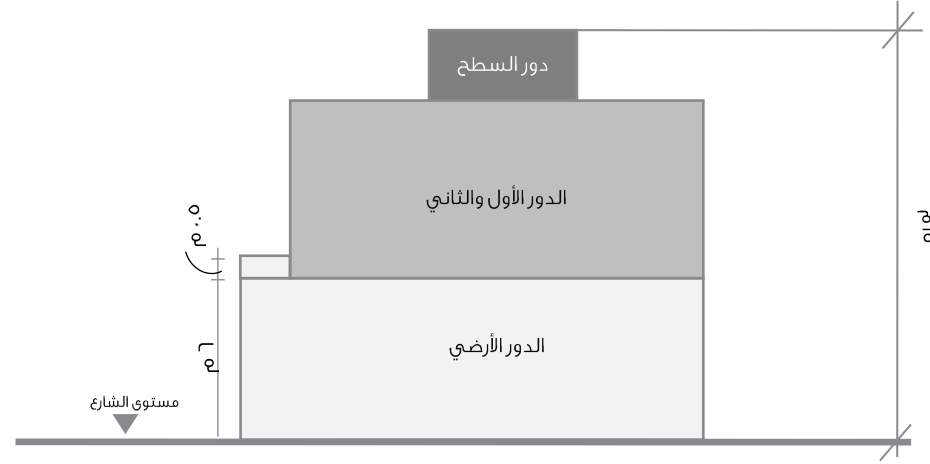 دور السطح
الدور الأول والثاني
٠.٥ م
الدور الأرضي
٦ م
مستوى الشارع